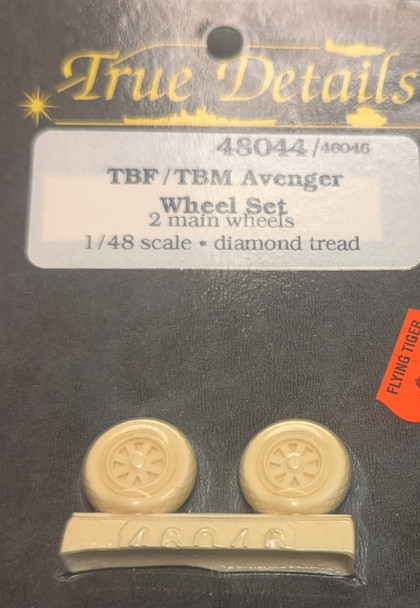 True Details
48044/46046
TBF/TBM Avenger
Wheel Set
2 main wheels
1/48 scale • diamond tread
FLYING TIGER
46046